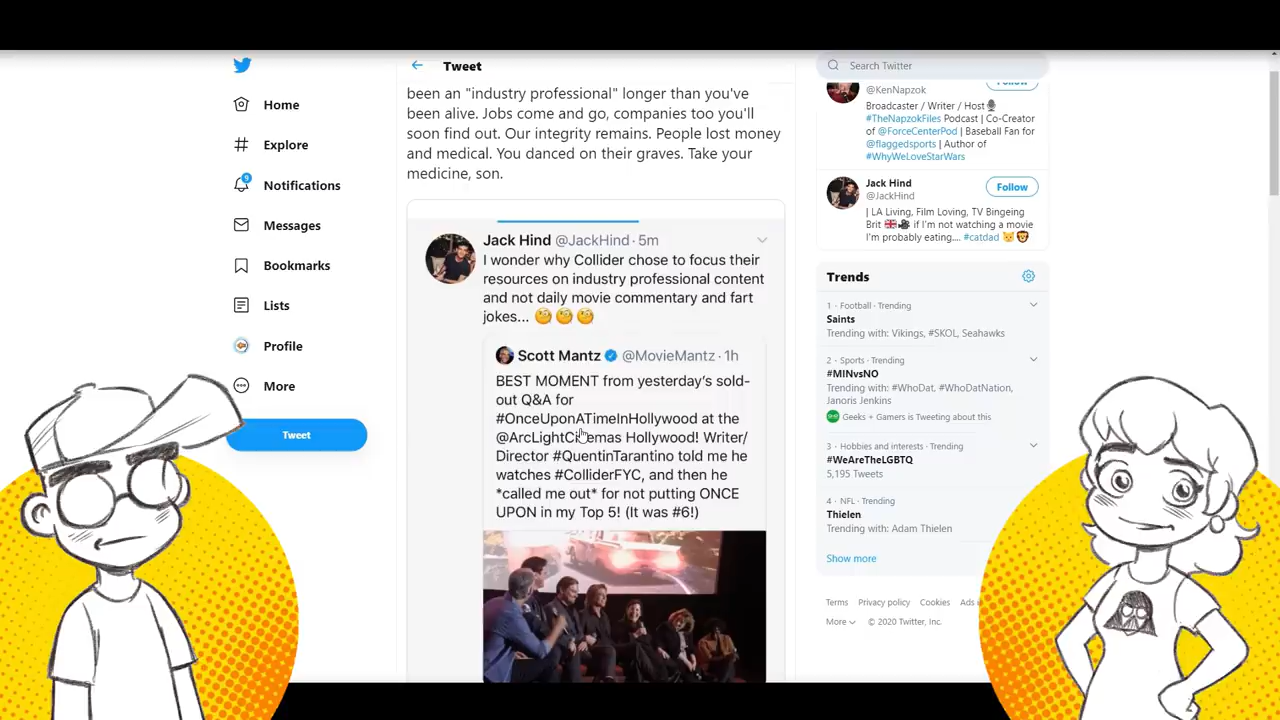 Tweet
Search Twitter
Home
Explore
9
Notifications
Messages
Bookmarks
Lists
Profile
More
Tweet
been an "industry professional" longer than you've
been alive. Jobs come and go, companies too you'll
soon find out. Our integrity remains. People lost money
and medical. You danced on their graves. Take your
medicine, son.
Jack Hind @JackHind · 5m
I wonder why Collider chose to focus their
resources on industry professional content
and not daily movie commentary and fart
jokes... 🧐🧐🧐
Scott Mantz @MovieMantz · 1h
BEST MOMENT from yesterday's sold-
out Q&A for
#OnceUponATimeInHollywood at the
@ArcLightCinemas Hollywood! Writer/
Director #QuentinTarantino told me he
watches #ColliderFYC, and then he
*called me out* for not putting ONCE
UPON in my Top 5! (It was #6!)
@KenNapzok
Follow
Broadcaster / Writer / Host🎙
#TheNapzokFiles Podcast | Co-Creator
of @ForceCenterPod | Baseball Fan for
@flaggedsports | Author of
#WhyWeLoveStarWars
Jack Hind
@JackHind
Follow
| LA Living, Film Loving, TV Bingeing
Brit 🇬🇧🎥 if I'm not watching a movie
I'm probably eating.... #catdad 😺🦁
Trends
1 · Football · Trending
Saints
Trending with: Vikings, #SKOL, Seahawks
2 · Sports · Trending
#MINvsNO
Trending with: #WhoDat, #WhoDatNation,
Janoris Jenkins
Geeks + Gamers is Tweeting about this
3 · Hobbies and interests · Trending
#WeAreTheLGBTQ
5,195 Tweets
4 · NFL · Trending
Thielen
Trending with: Adam Thielen
Show more
Terms Privacy policy Cookies Ads
More © 2020 Twitter, Inc.